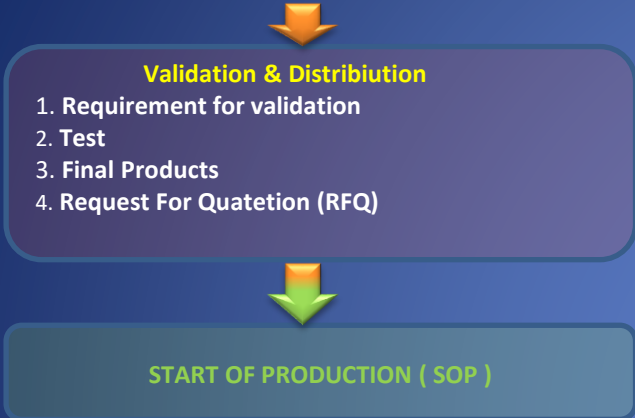 Validation & Distribiution
1. Requirement for validation
2. Test
3. Final Products
4. Request For Quatetion (RFQ)
START OF PRODUCTION ( SOP )